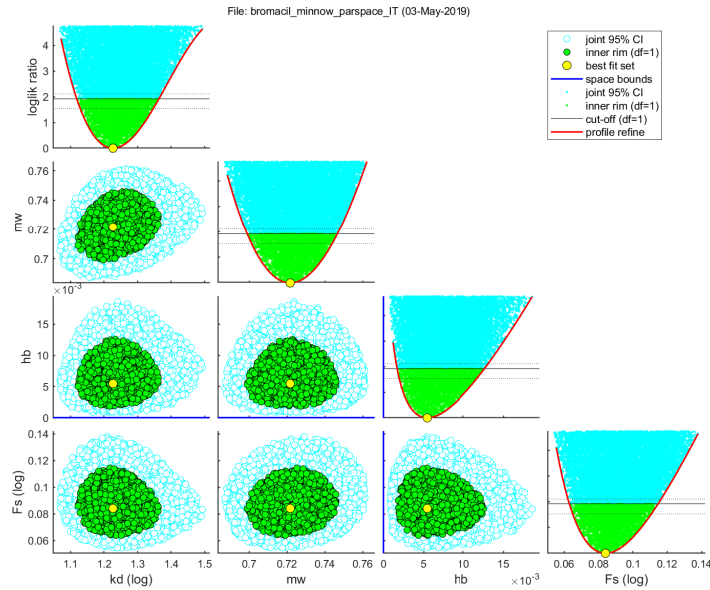 File: bromacil_minnow_parspace_IT (03-May-2019)
joint 95% CI
inner rim (df=1)
best fit set
space bounds
joint 95% CI
inner rim (df=1)
cut-off (df=1)
profile refine
loglik ratio
4
3
2
1
0
mw
0.76
0.74
0.72
0.7
×10⁻³
hb
15
10
5
0
Fs (log)
0.14
0.12
0.1
0.08
0.06
1.1 1.2 1.3 1.4 1.5
kd (log)
0.7 0.72 0.74 0.76
mw
0 5 10 15
×10⁻³
hb
0.06 0.08 0.1 0.12 0.14
Fs (log)